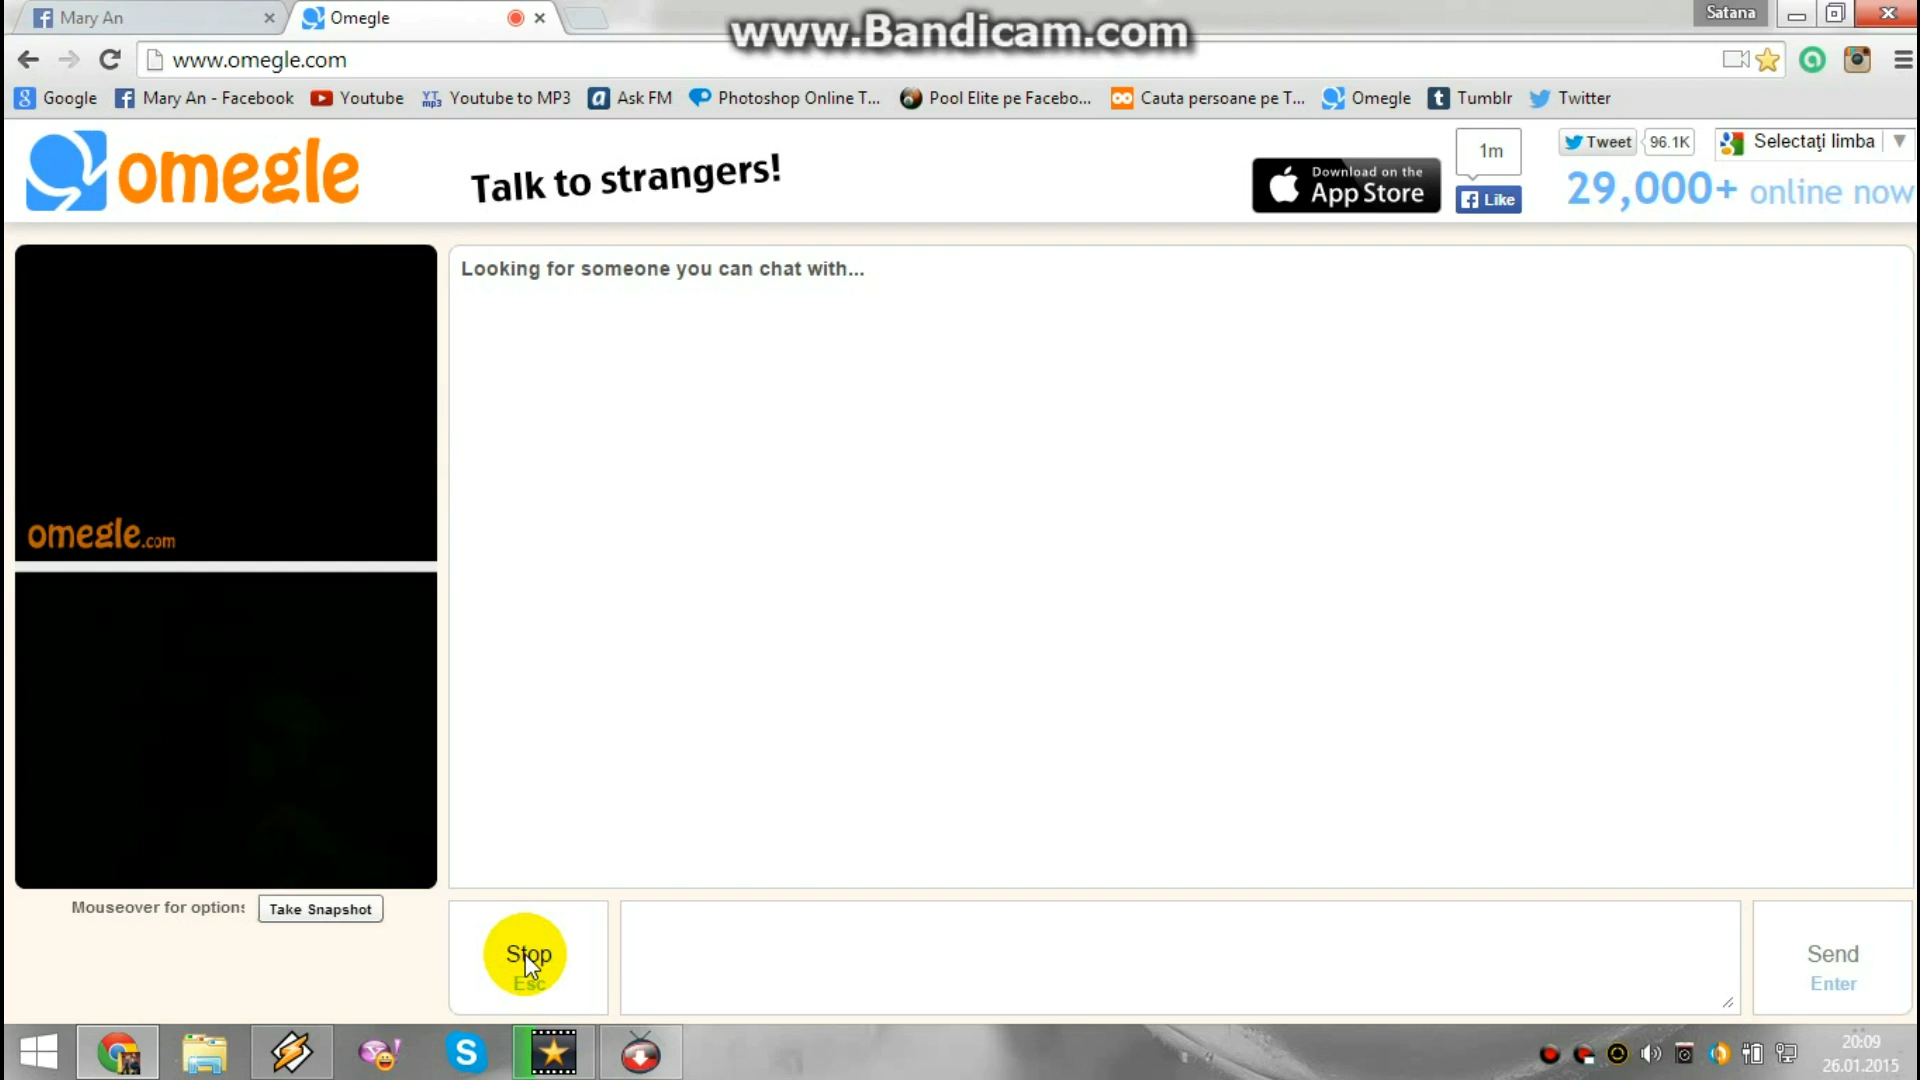 Mary An
Omegle
www.Bandicam.com
Satana
www.omegle.com
Google
Mary An - Facebook
Youtube
YT mp3
Youtube to MP3
Ask FM
Photoshop Online T...
Pool Elite pe Facebo...
Cauta persoane pe T...
Omegle
Tumblr
Twitter
omegle
Talk to strangers!
Download on the
App Store
1m
Like
Tweet
96.1K
Selectaţi limba
29,000+ online now
Looking for someone you can chat with...
omegle.com
Mouseover for options
Take Snapshot
Stop
Esc
Send
Enter
20:09
26.01.2015